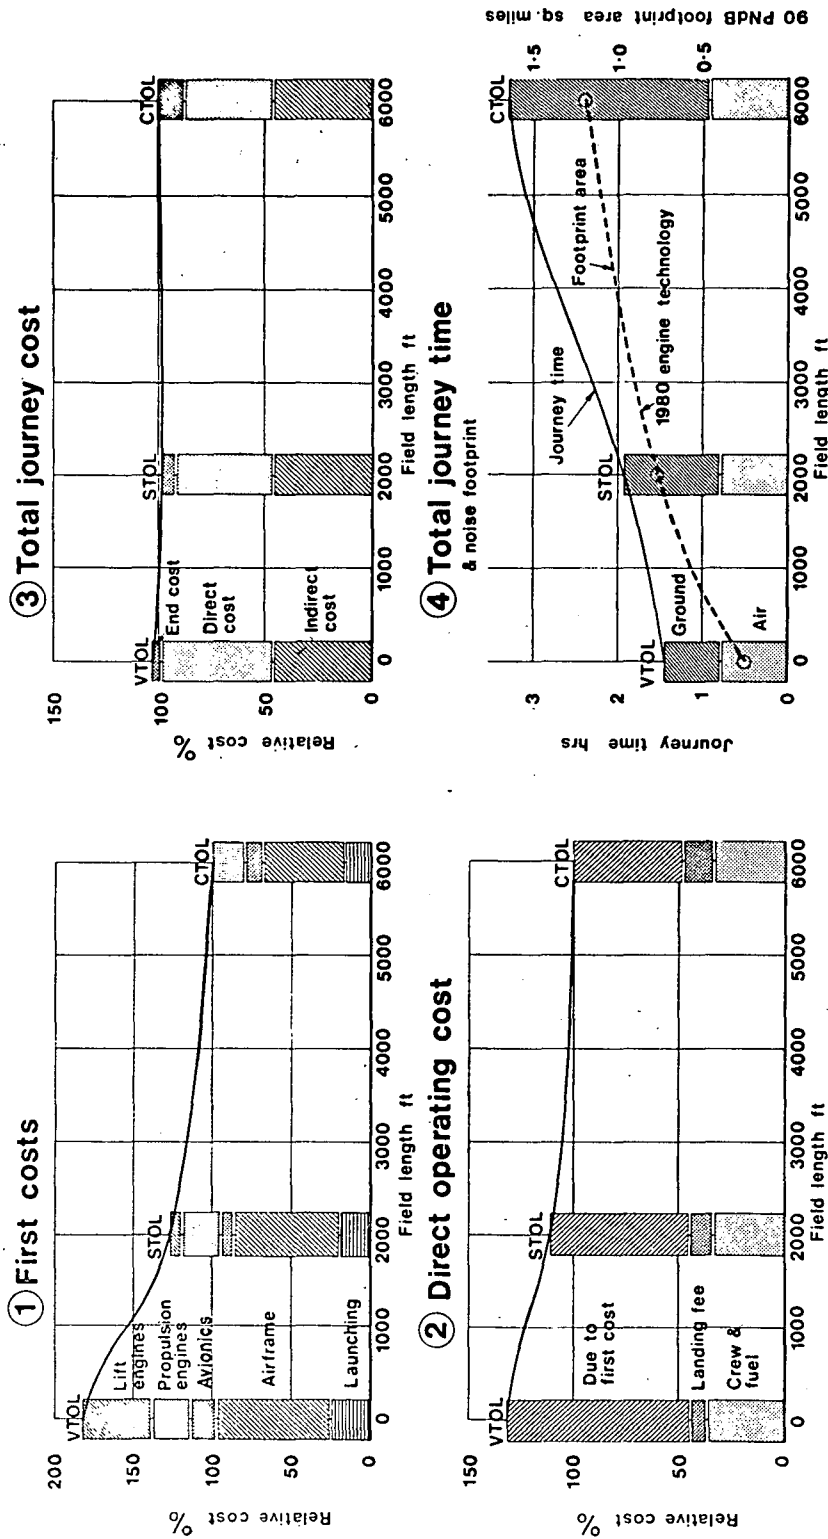 ① First costs
Relative cost %
200
150
100
50
0
VTOL
Lift
engines
Propulsion
engines
Avionics
Airframe
Launching
STOL
CTOL
0
1000
2000
3000
4000
5000
6000
Field length ft
② Direct operating cost
Relative cost %
150
100
50
0
VTOL
Due to
first cost
Landing fee
Crew &
fuel
STOL
CTOL
0
1000
2000
3000
4000
5000
6000
Field length ft
③ Total journey cost
Relative cost %
150
100
50
0
VTOL
End cost
Direct
cost
Indirect
cost
STOL
CTOL
0
1000
2000
3000
4000
5000
6000
Field length ft
④ Total journey time
& noise footprint
Journey time hrs
3
2
1
0
VTOL
Ground
Air
STOL
Journey time
Footprint area
1980 engine technology
CTOL
1·5
1·0
0·5
90 PNdB footprint area sq. miles
0
1000
2000
3000
4000
5000
6000
Field length ft